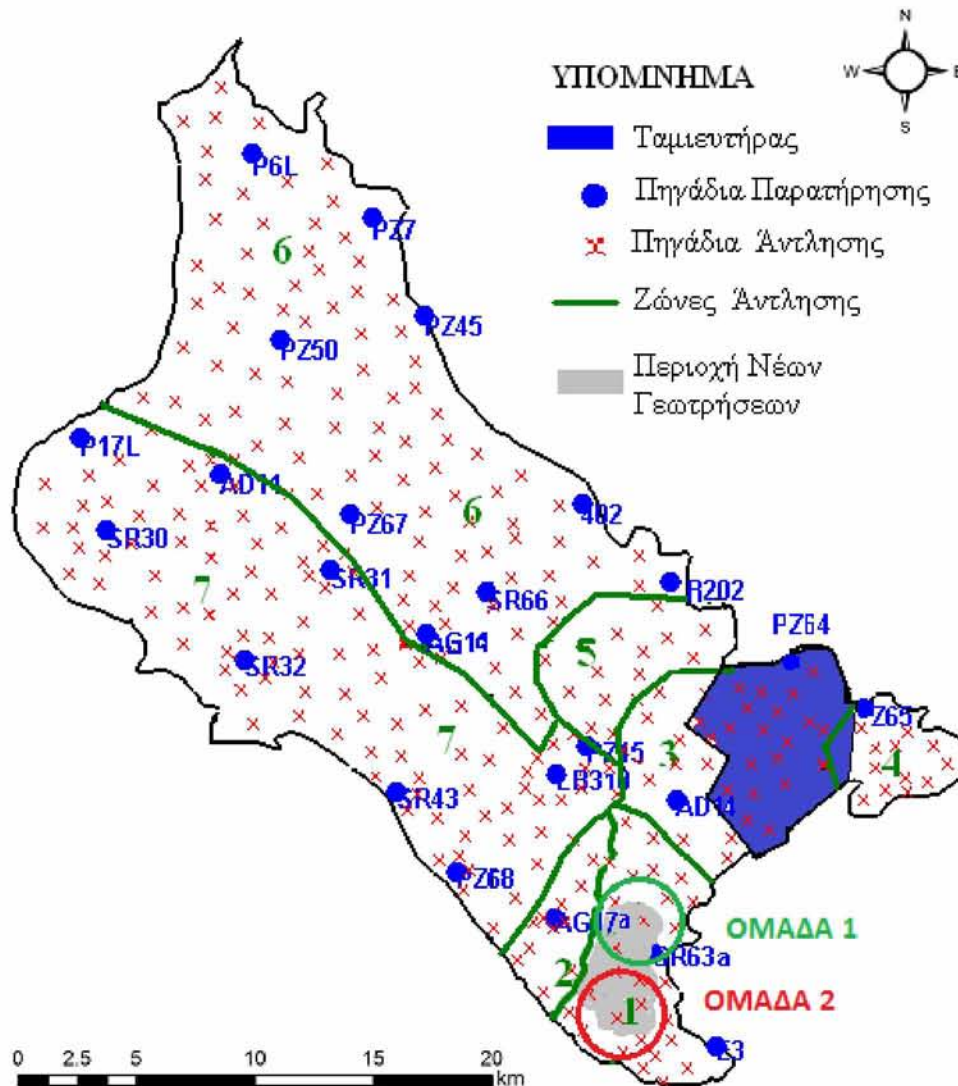 N
W E
S
ΥΠΟΜΝΗΜΑ
Ταμιευτήρας
Πηγάδια Παρατήρησης
Πηγάδια Άντλησης
Ζώνες Άντλησης
Περιοχή Νέων
Γεωτρήσεων
P6L
PZ7
6
PZ45
PZ50
P17L
AD11
402
PZ67
6
SR30
SR31
R202
7
SR66
PZ64
AG11
5
SR32
Z65
7
3
4
LB310
SR43
AD14
PZ68
AG17a
ΟΜΑΔΑ 1
SR63a
2
ΟΜΑΔΑ 2
1
E3
0 2.5 5 10 15 20
km